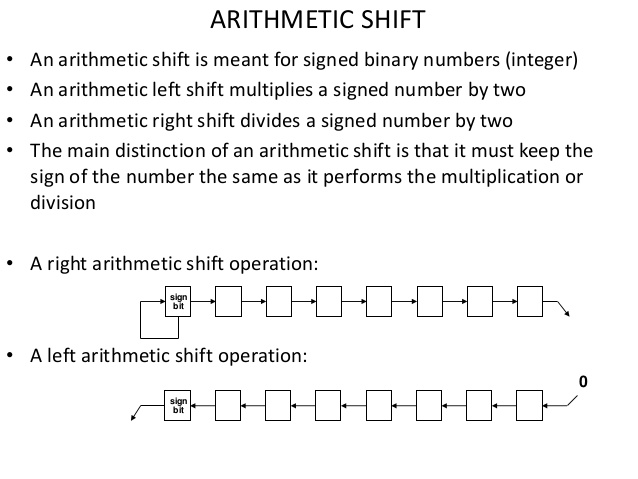 ARITHMETIC SHIFT
• An arithmetic shift is meant for signed binary numbers (integer)
• An arithmetic left shift multiplies a signed number by two
• An arithmetic right shift divides a signed number by two
• The main distinction of an arithmetic shift is that it must keep the
sign of the number the same as it performs the multiplication or
division
• A right arithmetic shift operation:
sign
bit
• A left arithmetic shift operation:
0
sign
bit